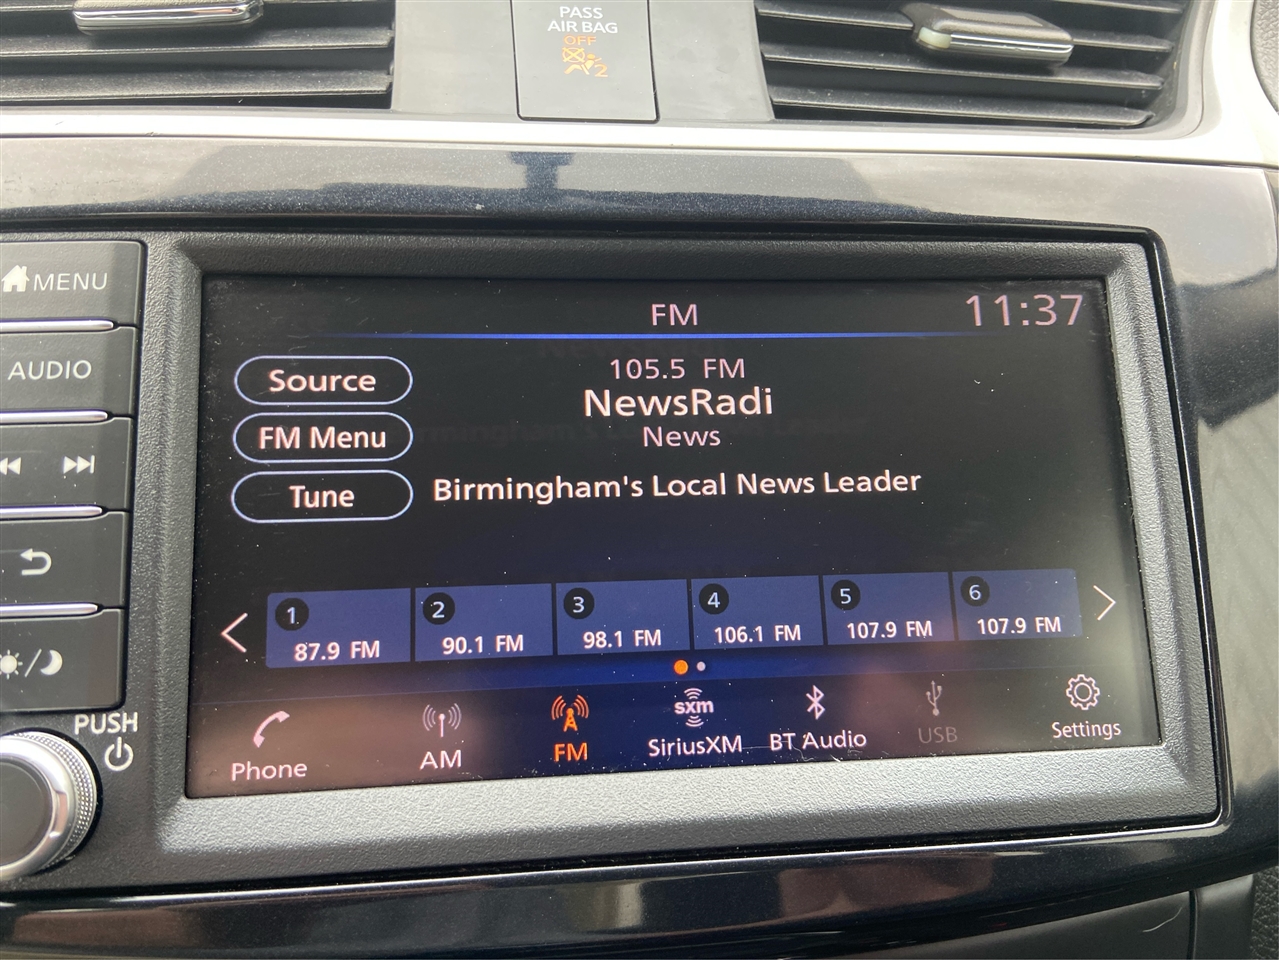 PASS
AIR BAG
OFF
2
MENU
AUDIO
PUSH
FM
11:37
Source
FM Menu
Tune
105.5 FM
NewsRadi
News
Birmingham's Local News Leader
1
87.9 FM
2
90.1 FM
3
98.1 FM
4
106.1 FM
5
107.9 FM
6
107.9 FM
Phone
AM
FM
sxm
SiriusXM
BT Audio
USB
Settings